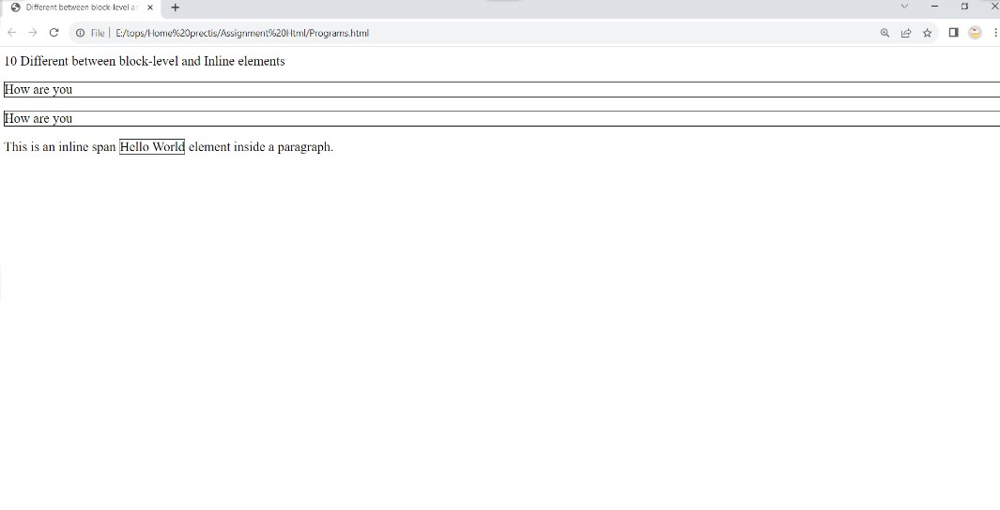 Different between block-level a
File E:/tops/Home%20prectis/Assignment%20Html/Programs.html
10 Different between block-level and Inline elements
How are you
How are you
This is an inline span Hello World element inside a paragraph.